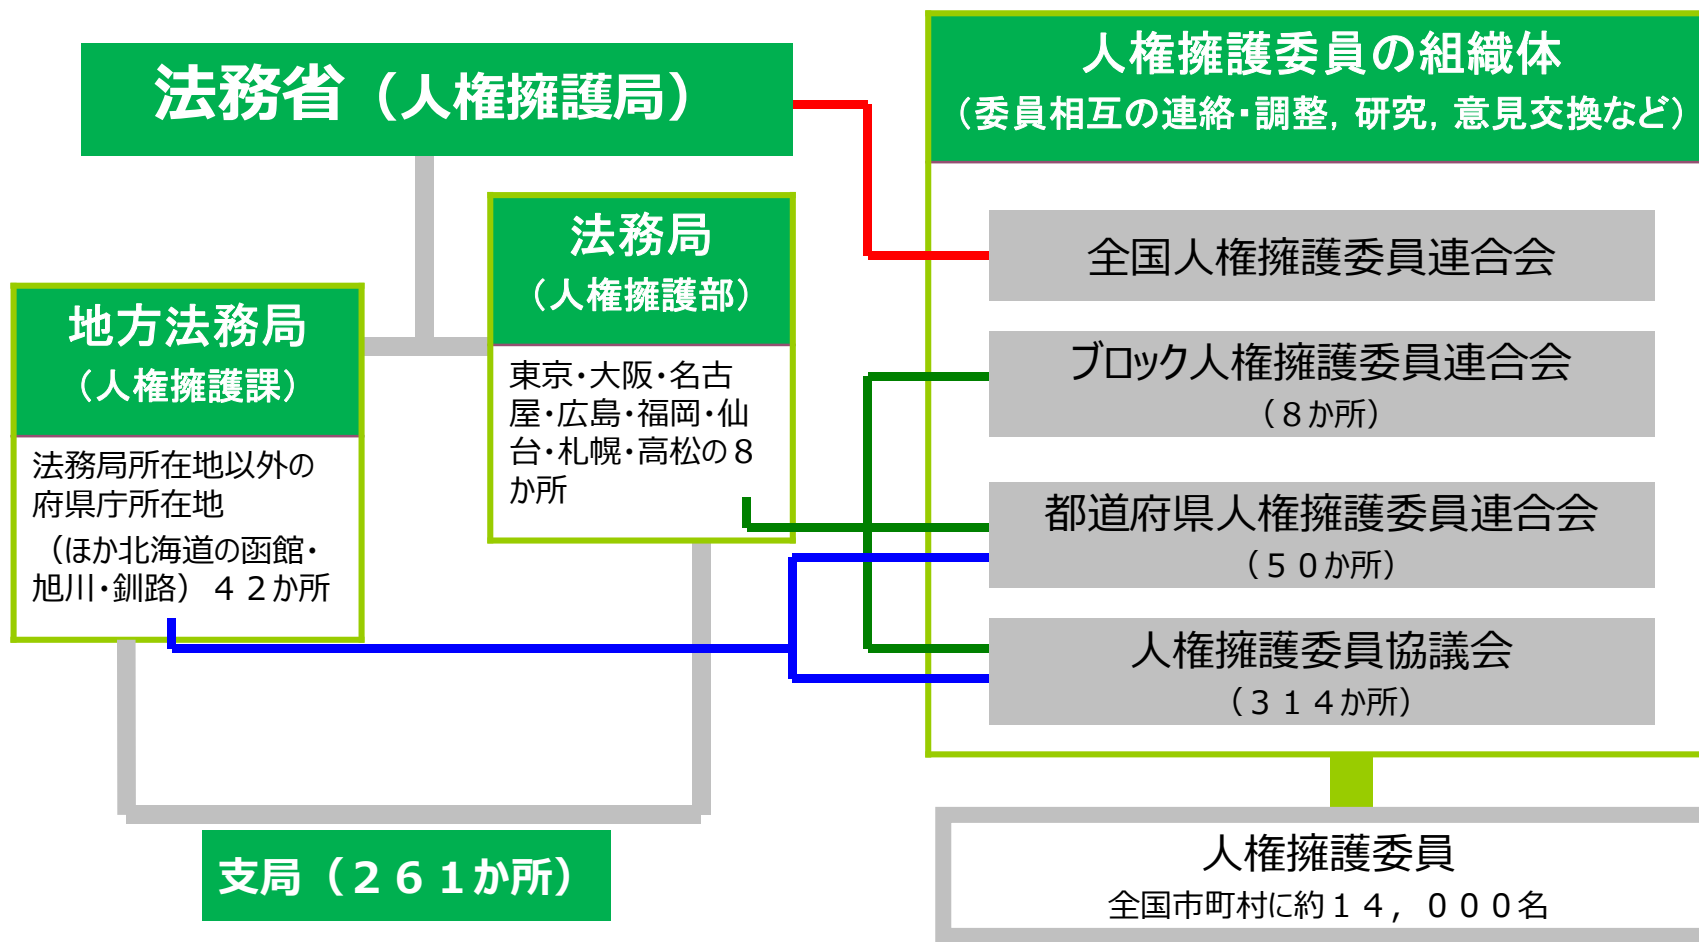 法務省（人権擁護局）
法務局
（人権擁護部）
東京・大阪・名古
屋・広島・福岡・仙
台・札幌・高松の８
か所
地方法務局
（人権擁護課）
法務局所在地以外の
府県庁所在地
（ほか北海道の函館・
旭川・釧路）４２か所
支局（２６１か所）
人権擁護委員の組織体
（委員相互の連絡・調整，研究，意見交換など）
全国人権擁護委員連合会
ブロック人権擁護委員連合会
（８か所）
都道府県人権擁護委員連合会
（５０か所）
人権擁護委員協議会
（３１４か所）
人権擁護委員
全国市町村に約１４，０００名